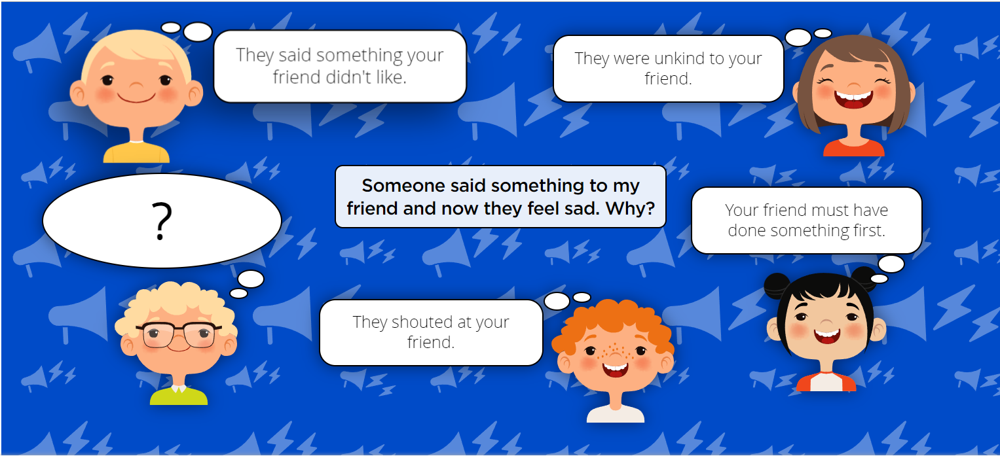 They said something your
friend didn't like.
They were unkind to your
friend.
Someone said something to my
friend and now they feel sad. Why?
?
Your friend must have
done something first.
They shouted at your
friend.